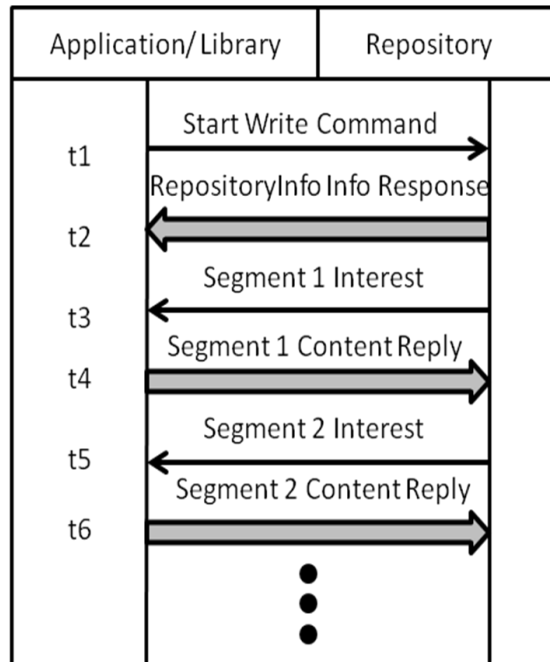 Application/Library
Repository
Start Write Command
t1
RepositoryInfo Info Response
t2
Segment 1 Interest
t3
Segment 1 Content Reply
t4
Segment 2 Interest
t5
Segment 2 Content Reply
t6